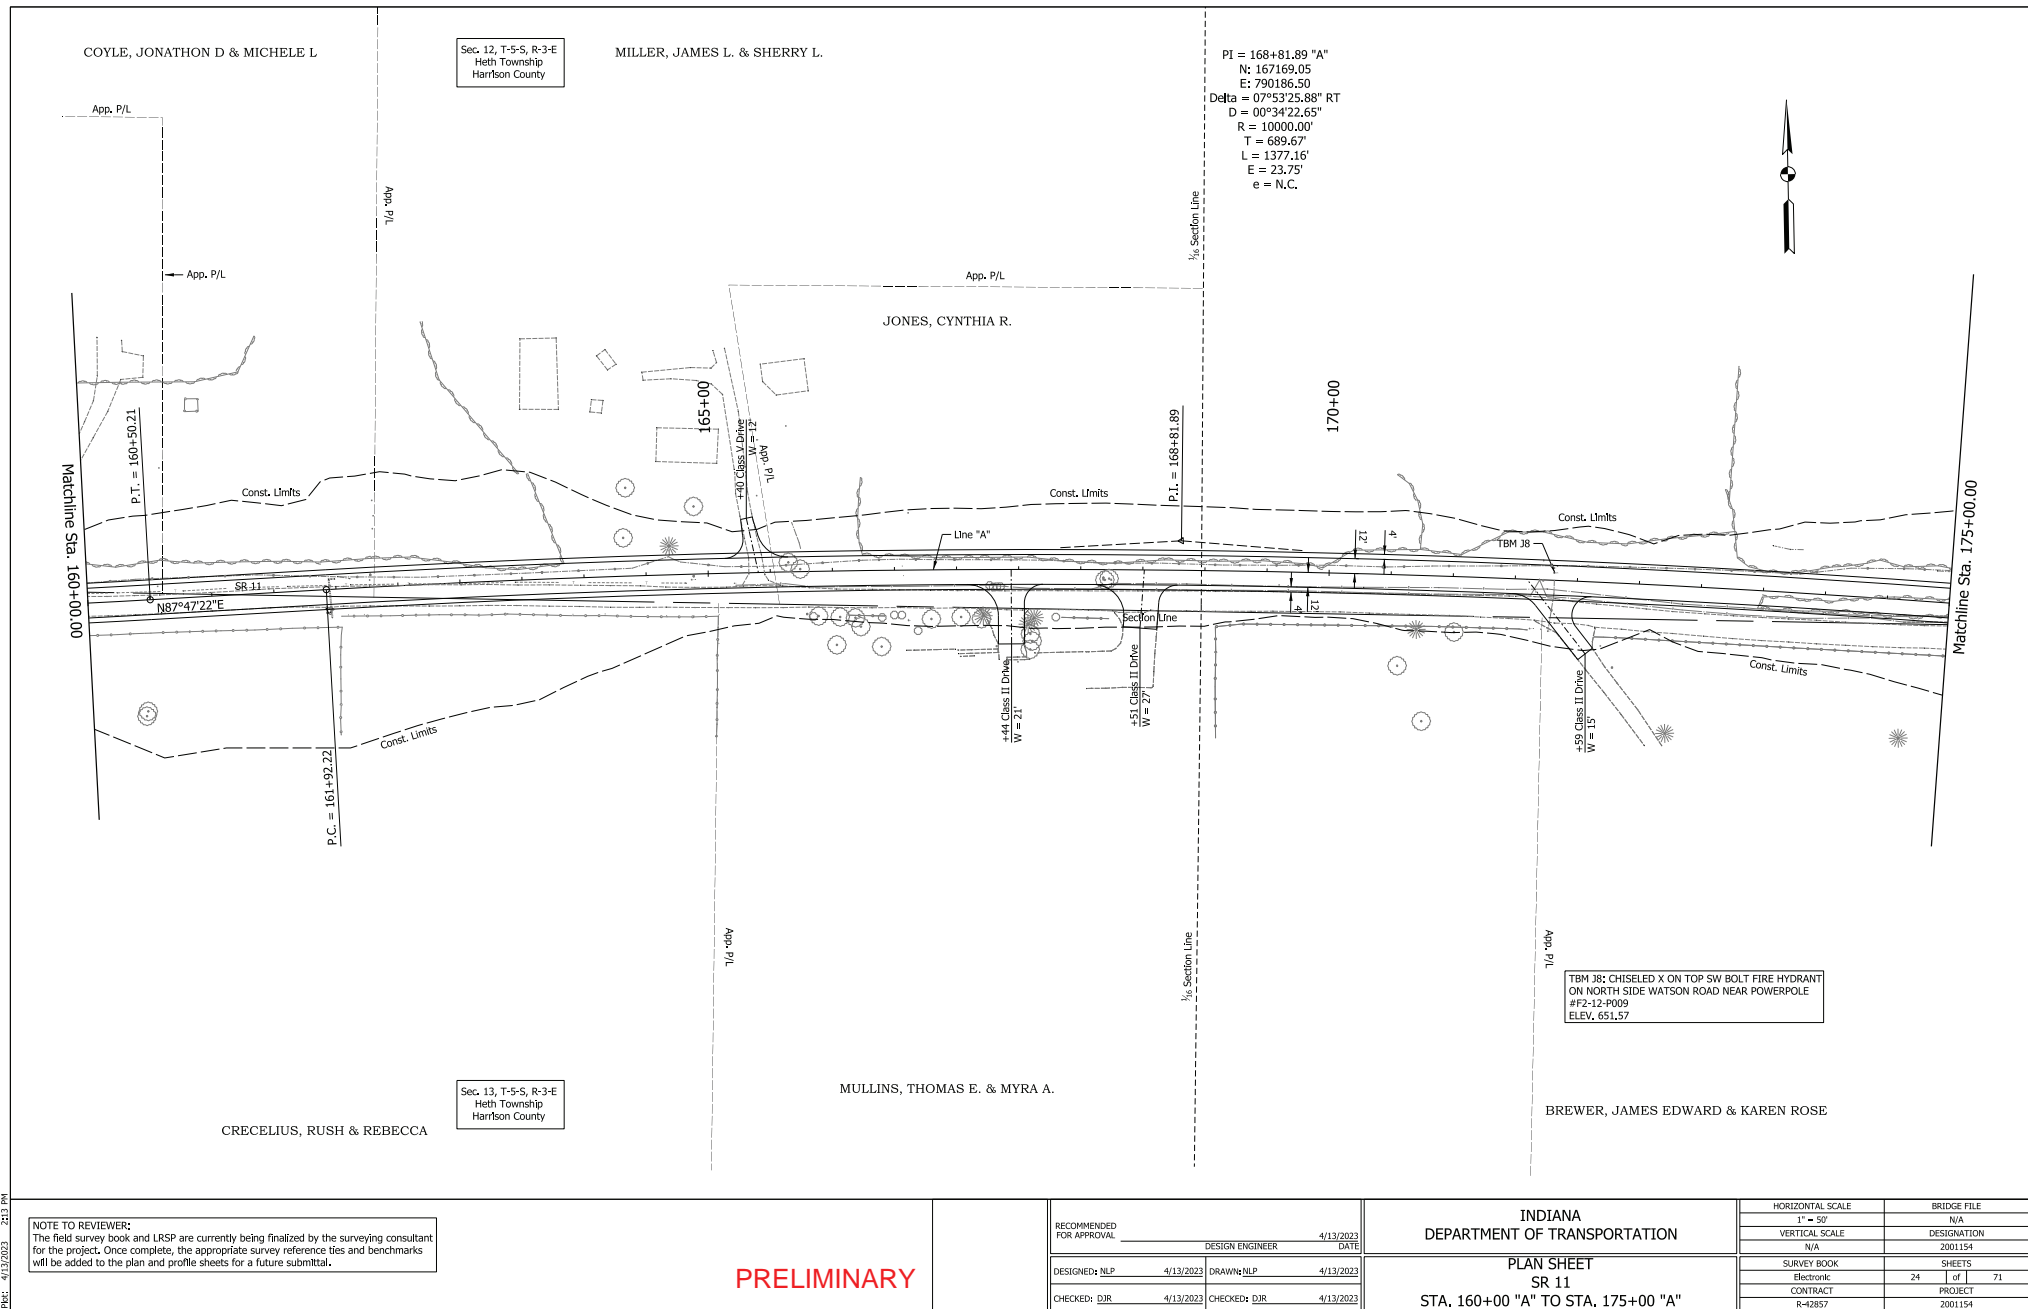 COYLE, JONATHON D & MICHELE L
Sec. 12, T-5-S, R-3-E
Heth Township
Harrison County
MILLER, JAMES L. & SHERRY L.
PI = 168+81.89 "A"
N: 167169.05
E: 790186.50
Delta = 07°53'25.88" RT
D = 00°34'22.65"
R = 10000.00'
T = 689.67'
L = 1377.16'
E = 23.75'
e = N.C.
App. P/L
App. P/L
App. P/L
1/16 Section Line
App. P/L
JONES, CYNTHIA R.
165+00
170+00
P.T. = 160+50.21
+40 Class V Drive
W = 12'
App. P/L
P.I. = 168+81.89
Matchline Sta. 160+00.00
Matchline Sta. 175+00.00
Const. Limits
Const. Limits
Const. Limits
Line "A"
12'
4'
TBM J8
SR 11
N87°47'22"E
4'
12'
Section Line
Const. Limits
Const. Limits
P.C. = 161+92.22
+44 Class II Drive
W = 21'
+51 Class II Drive
W = 27'
+59 Class II Drive
W = 15'
App. P/L
1/16 Section Line
App. P/L
TBM J8: CHISELED X ON TOP SW BOLT FIRE HYDRANT
ON NORTH SIDE WATSON ROAD NEAR POWERPOLE
#F2-12-P009
ELEV. 651.57
Sec. 13, T-5-S, R-3-E
Heth Township
Harrison County
MULLINS, THOMAS E. & MYRA A.
BREWER, JAMES EDWARD & KAREN ROSE
CRECELIUS, RUSH & REBECCA
Plot: 4/13/2023 2:13 PM
NOTE TO REVIEWER:
The field survey book and LRSP are currently being finalized by the surveying consultant
for the project. Once complete, the appropriate survey reference ties and benchmarks
will be added to the plan and profile sheets for a future submittal.
PRELIMINARY
RECOMMENDED
FOR APPROVAL
4/13/2023
DESIGN ENGINEER DATE
DESIGNED: NLP 4/13/2023 DRAWN: NLP 4/13/2023
CHECKED: DJR 4/13/2023 CHECKED: DJR 4/13/2023
INDIANA
DEPARTMENT OF TRANSPORTATION
PLAN SHEET
SR 11
STA. 160+00 "A" TO STA. 175+00 "A"
HORIZONTAL SCALE BRIDGE FILE
1" = 50' N/A
VERTICAL SCALE DESIGNATION
N/A 2001154
SURVEY BOOK SHEETS
Electronic 24 of 71
CONTRACT PROJECT
R-42857 2001154